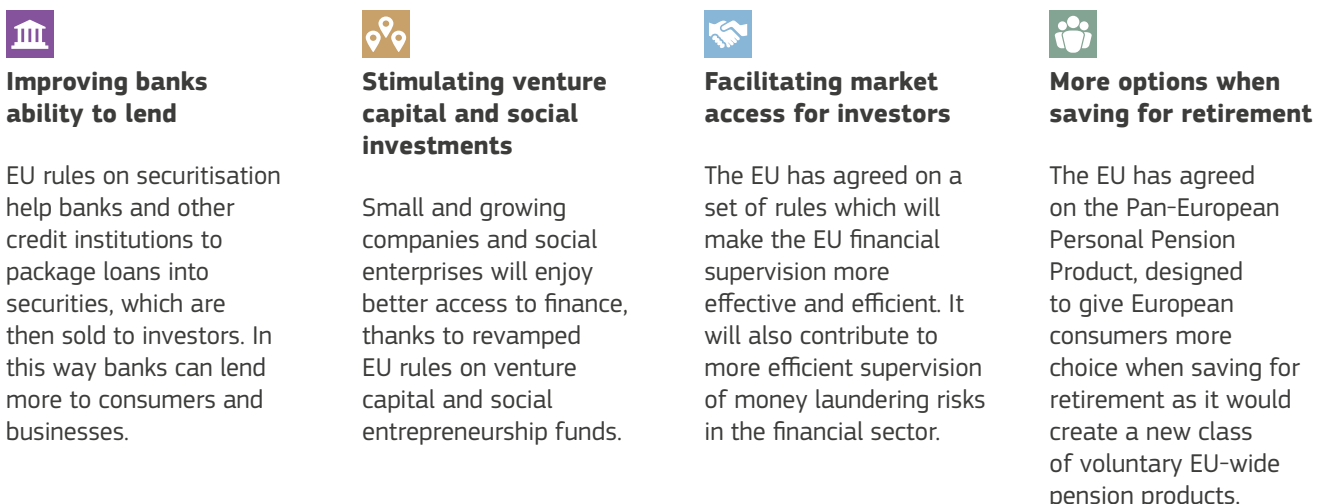 Improving banks
ability to lend
EU rules on securitisation
help banks and other
credit institutions to
package loans into
securities, which are
then sold to investors. In
this way banks can lend
more to consumers and
businesses.
Stimulating venture
capital and social
investments
Small and growing
companies and social
enterprises will enjoy
better access to finance,
thanks to revamped
EU rules on venture
capital and social
entrepreneurship funds.
Facilitating market
access for investors
The EU has agreed on a
set of rules which will
make the EU financial
supervision more
effective and efficient. It
will also contribute to
more efficient supervision
of money laundering risks
in the financial sector.
More options when
saving for retirement
The EU has agreed
on the Pan-European
Personal Pension
Product, designed
to give European
consumers more
choice when saving for
retirement as it would
create a new class
of voluntary EU-wide
pension products.